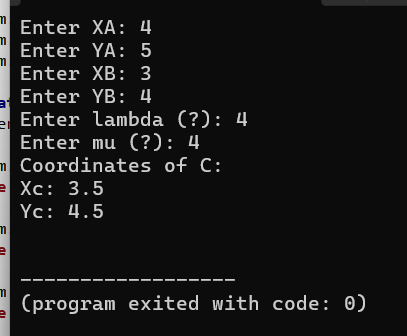 Enter XA: 4
Enter YA: 5
Enter XB: 3
Enter YB: 4
Enter lambda (?): 4
Enter mu (?): 4
Coordinates of C:
Xc: 3.5
Yc: 4.5
------------------
(program exited with code: 0)